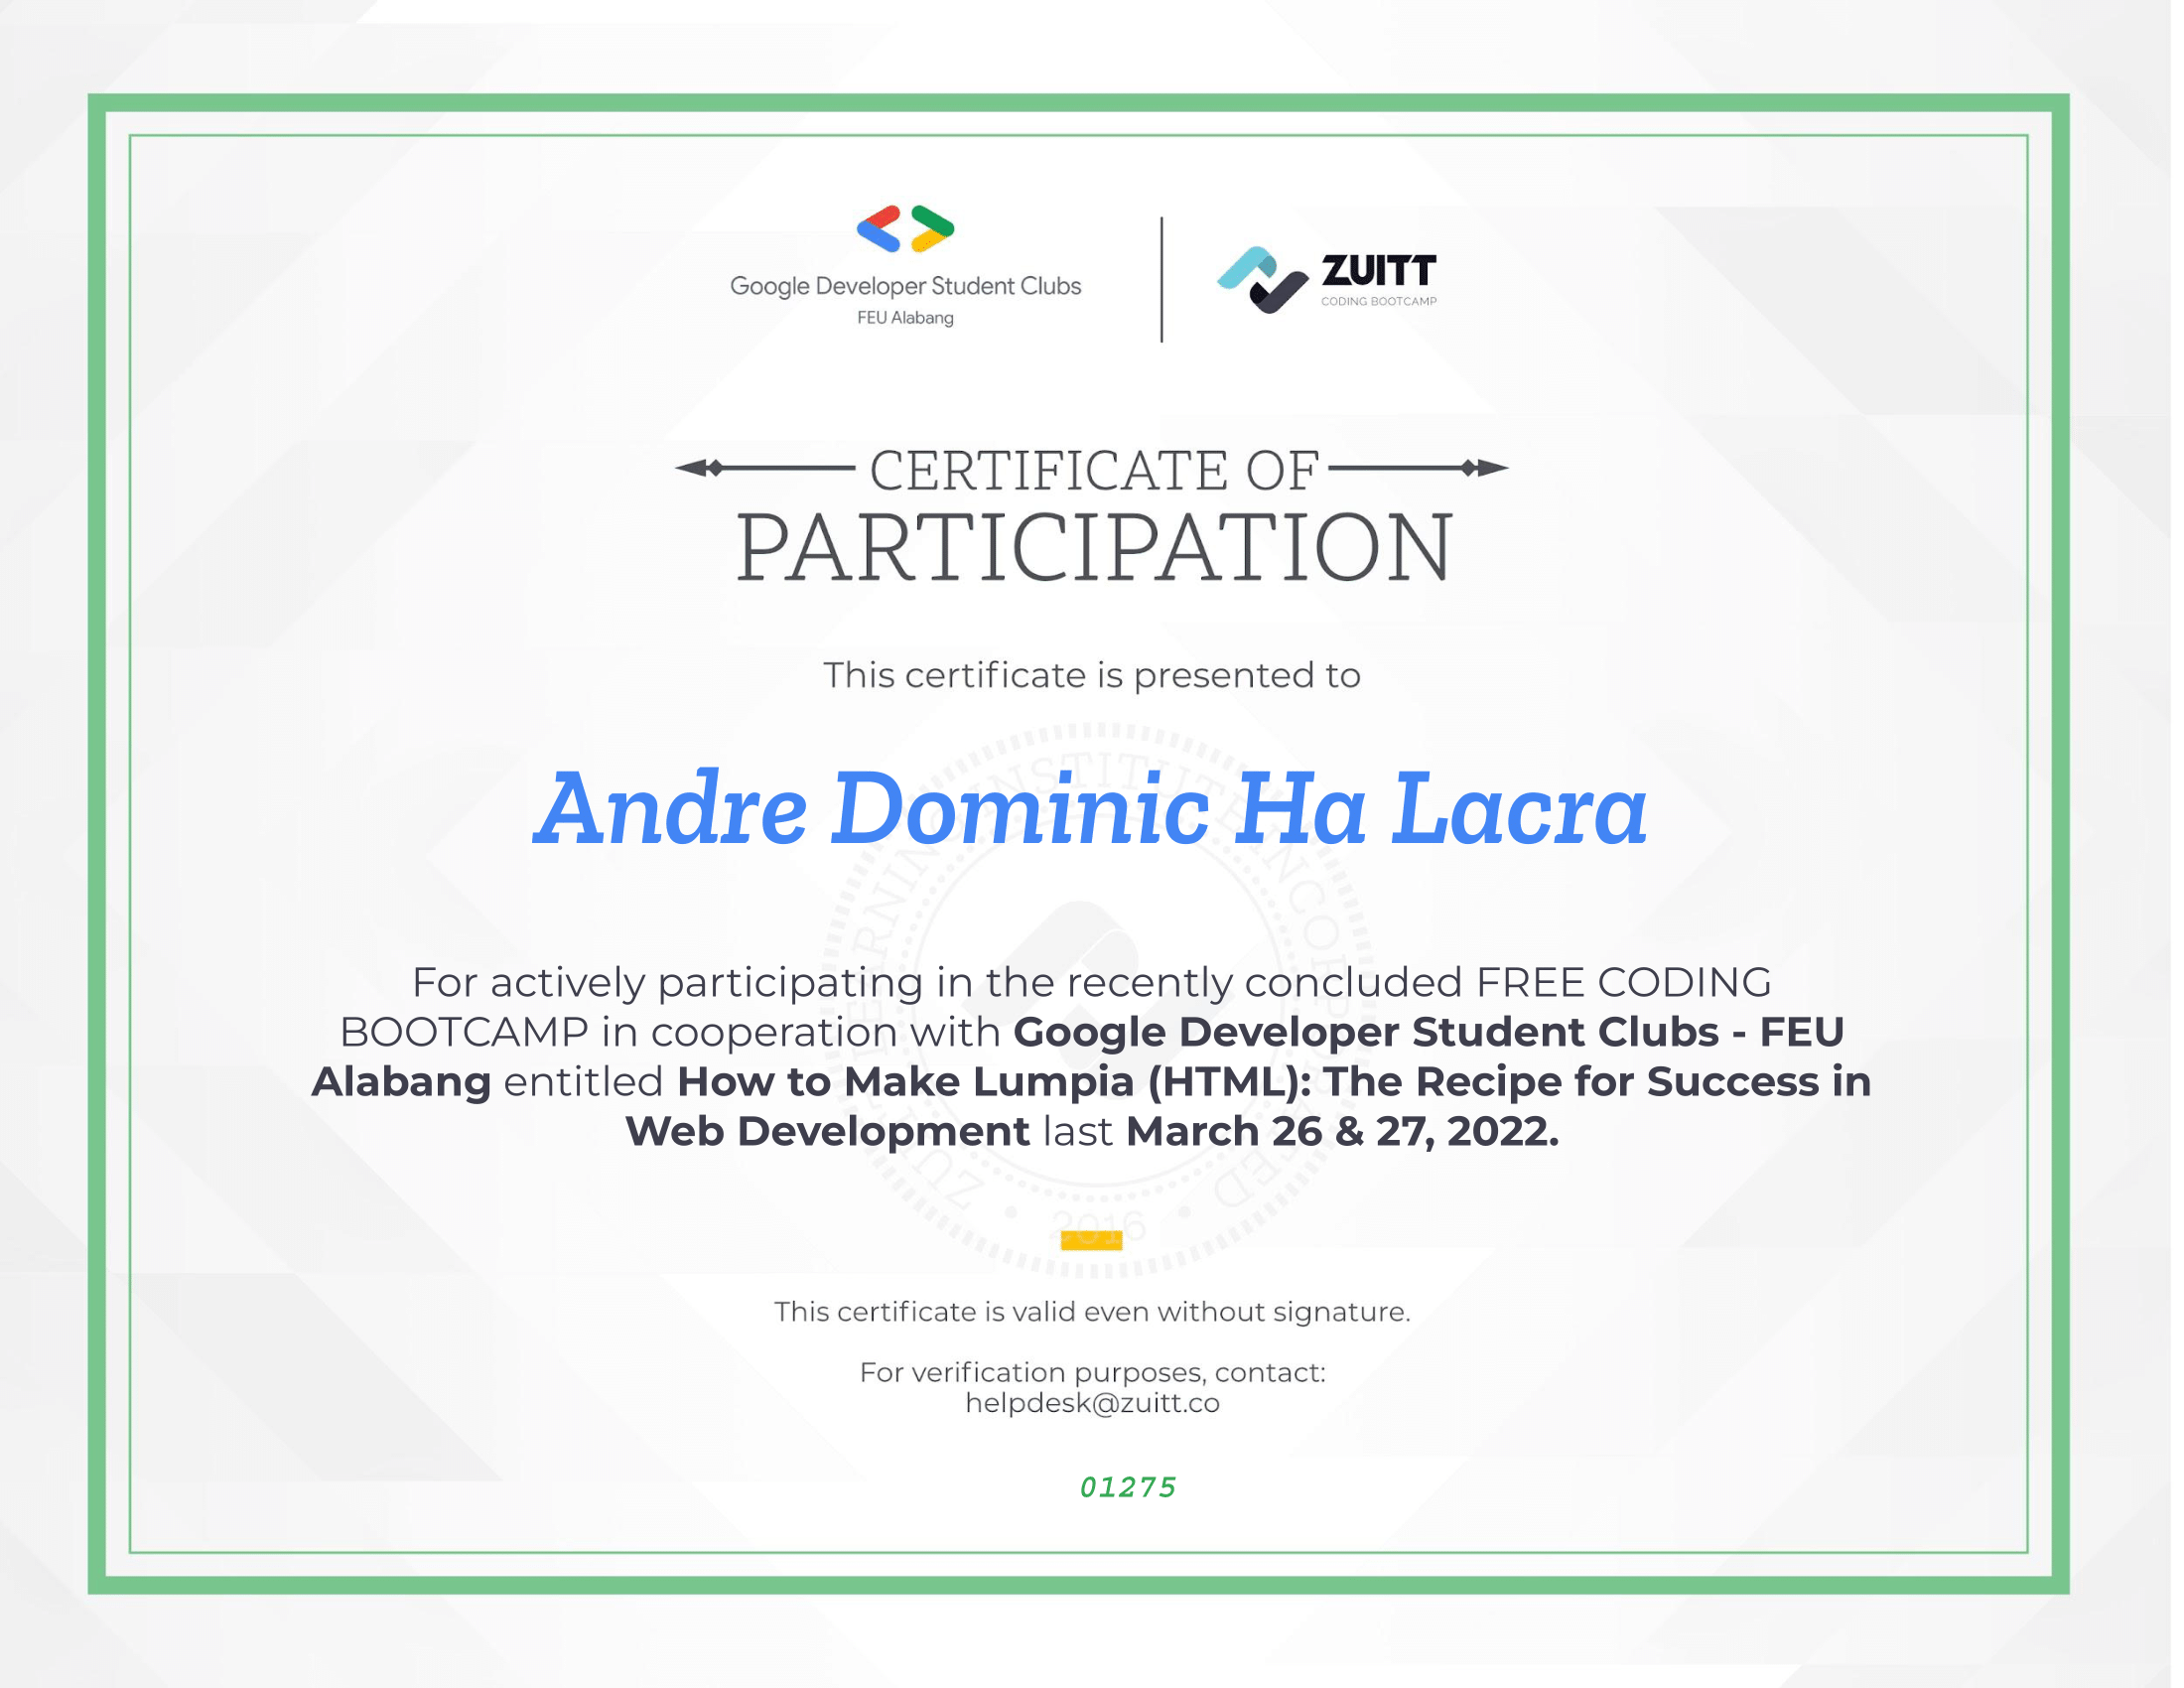 Google Developer Student Clubs
FEU Alabang
ZUITT
CODING BOOTCAMP
CERTIFICATE OF
PARTICIPATION
This certificate is presented to
Andre Dominic Ha Lacra
For actively participating in the recently concluded FREE CODING
BOOTCAMP in cooperation with Google Developer Student Clubs - FEU
Alabang entitled How to Make Lumpia (HTML): The Recipe for Success in
Web Development last March 26 & 27, 2022.
2016
This certificate is valid even without signature.
For verification purposes, contact:
helpdesk@zuitt.co
01275